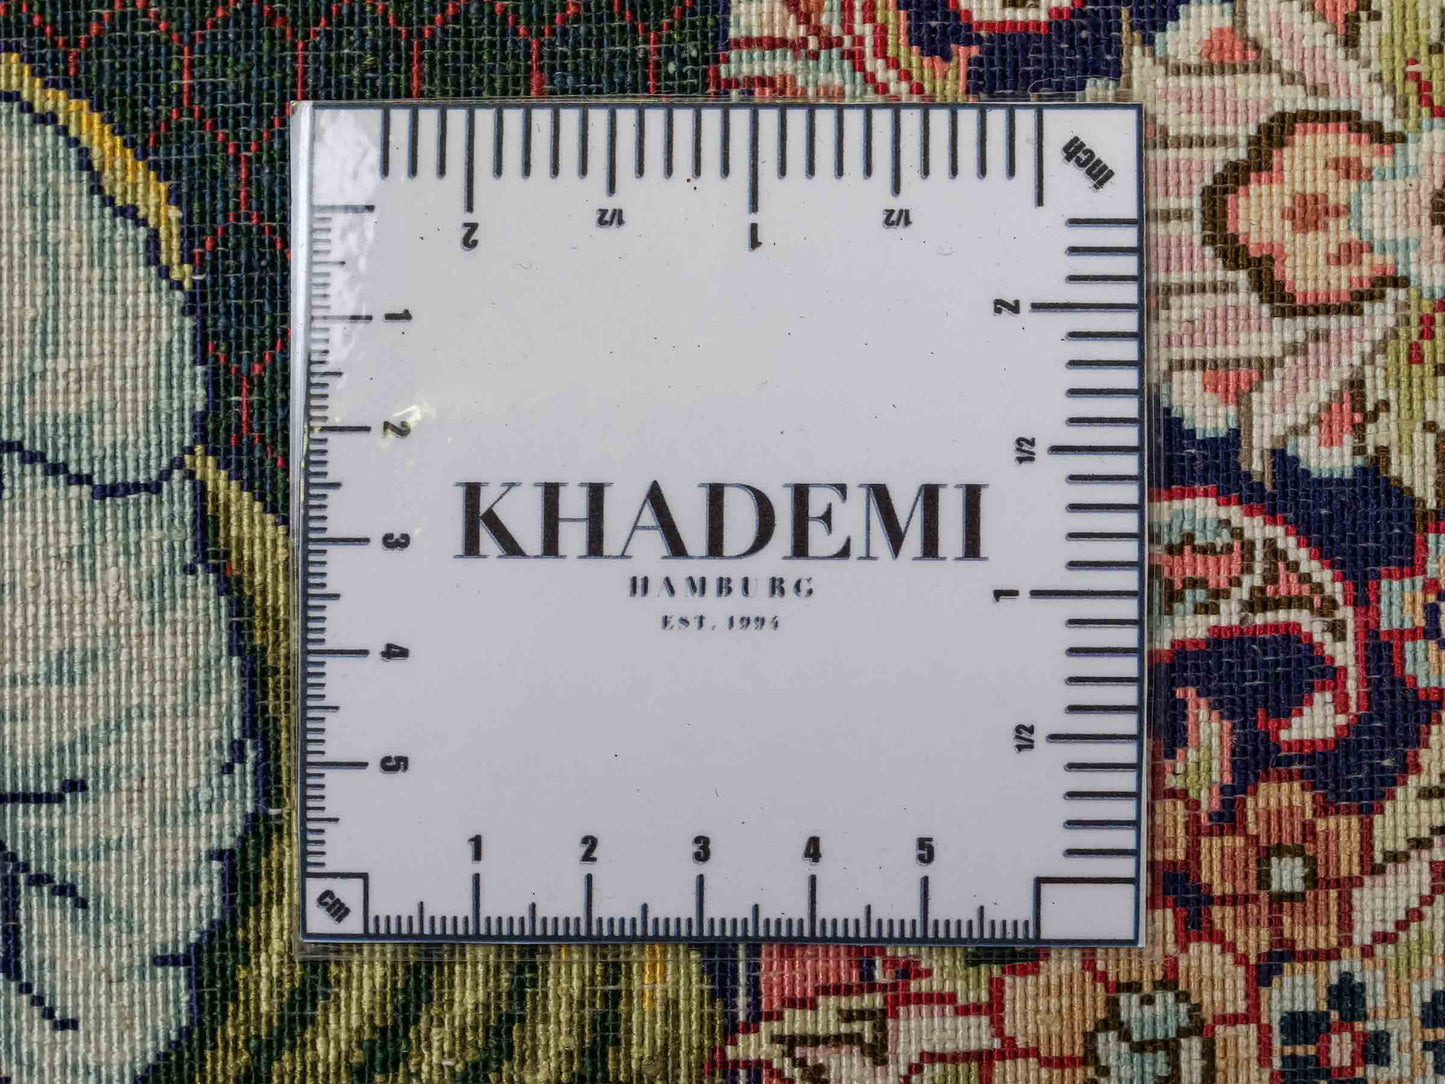 inch
2 1/2 1 1/2
1
2
3
4
5
2
1/2
1
1/2
KHADEMI
HAMBURG
EST. 1994
1 2 3 4 5
cm